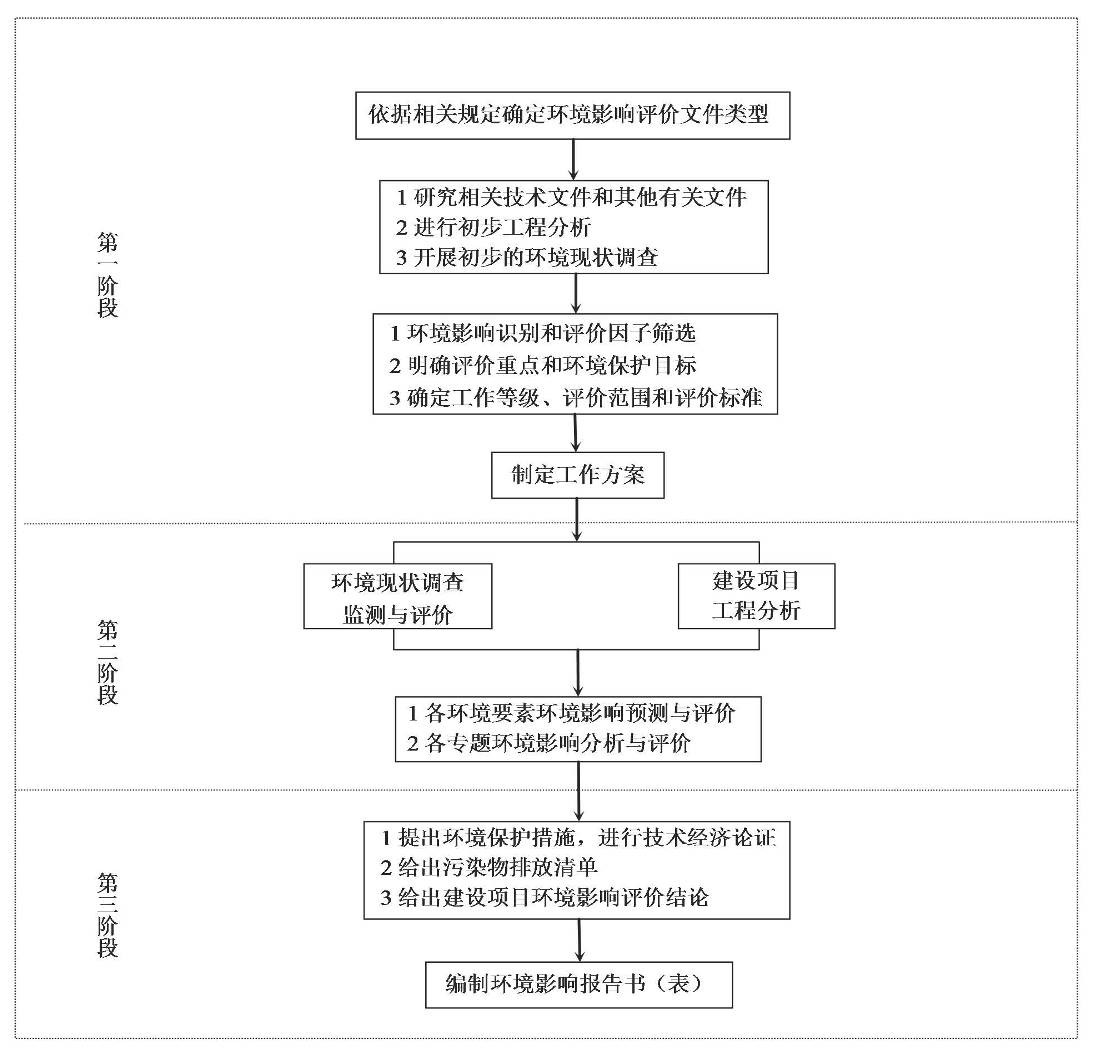 依据相关规定确定环境影响评价文件类型
1 研究相关技术文件和其他有关文件
2 进行初步工程分析
3 开展初步的环境现状调查
第一阶段
1 环境影响识别和评价因子筛选
2 明确评价重点和环境保护目标
3 确定工作等级、评价范围和评价标准
制定工作方案
环境现状调查
监测与评价
建设项目
工程分析
第二阶段
1 各环境要素环境影响预测与评价
2 各专题环境影响分析与评价
1 提出环境保护措施，进行技术经济论证
2 给出污染物排放清单
3 给出建设项目环境影响评价结论
第三阶段
编制环境影响报告书（表）